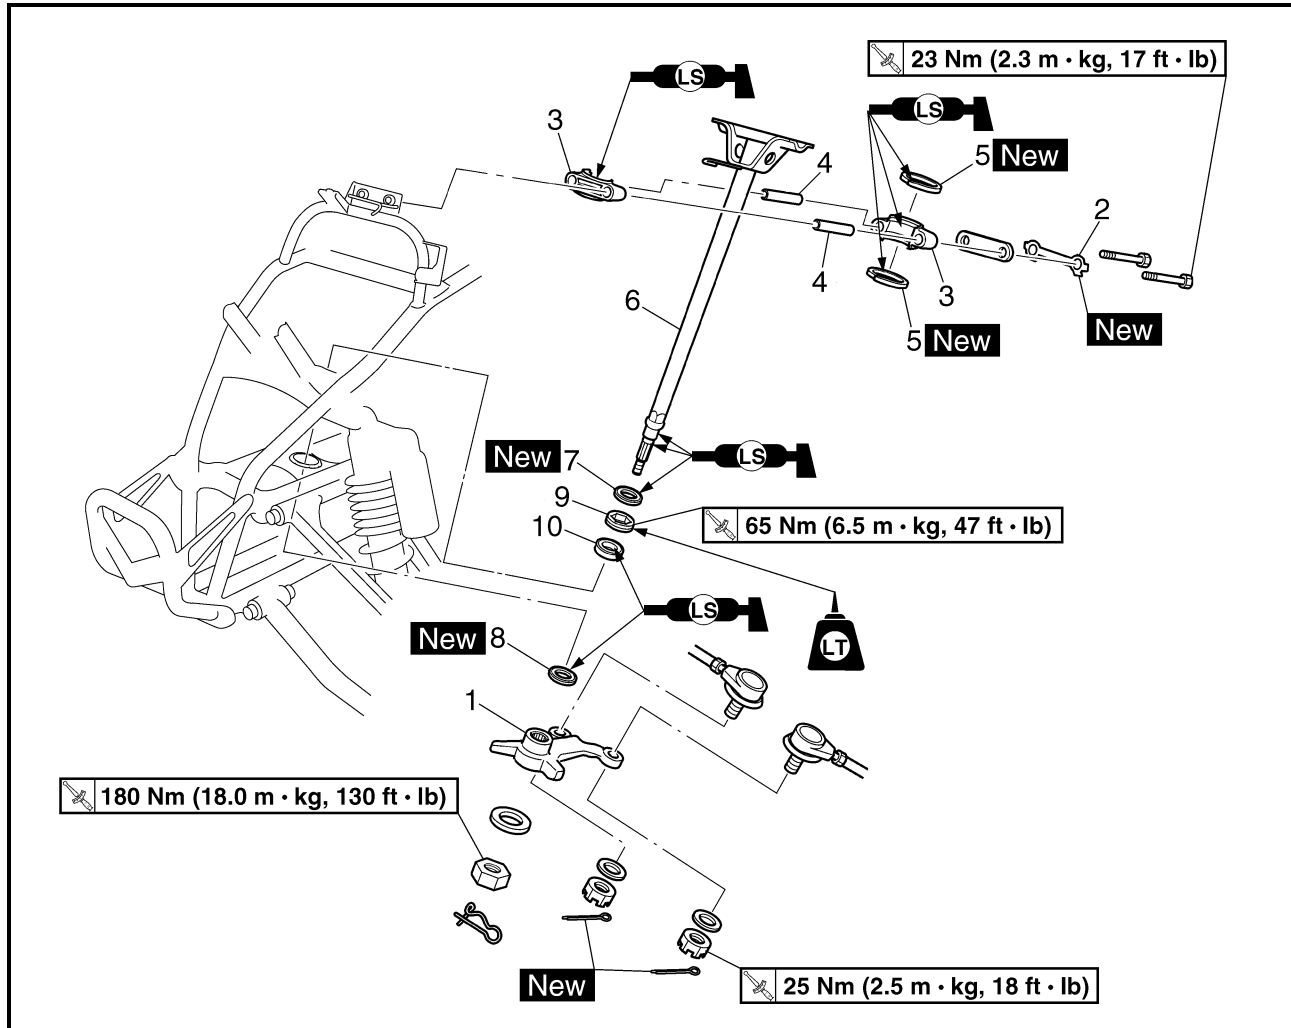 23 Nm (2.3 m • kg, 17 ft • lb)
LS
LS
3
4
5 New
2
4
3
6
5 New
New
New 7
LS
9
10
65 Nm (6.5 m • kg, 47 ft • lb)
LS
New 8
LT
1
180 Nm (18.0 m • kg, 130 ft • lb)
New
25 Nm (2.5 m • kg, 18 ft • lb)